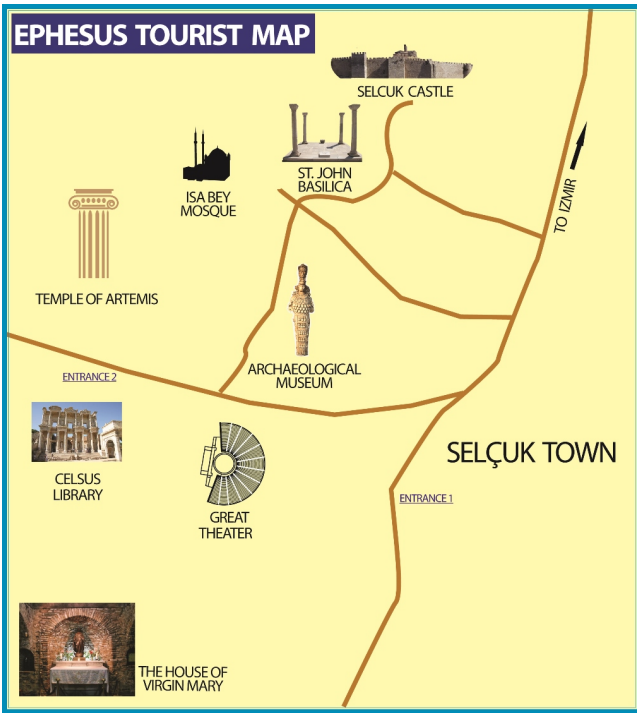 EPHESUS TOURIST MAP
SELCUK CASTLE
ST. JOHN
BASILICA
ISA BEY
MOSQUE
TO IZMIR
TEMPLE OF ARTEMIS
ARCHAEOLOGICAL
MUSEUM
ENTRANCE 2
SELÇUK TOWN
CELSUS
LIBRARY
ENTRANCE 1
GREAT
THEATER
THE HOUSE OF
VIRGIN MARY